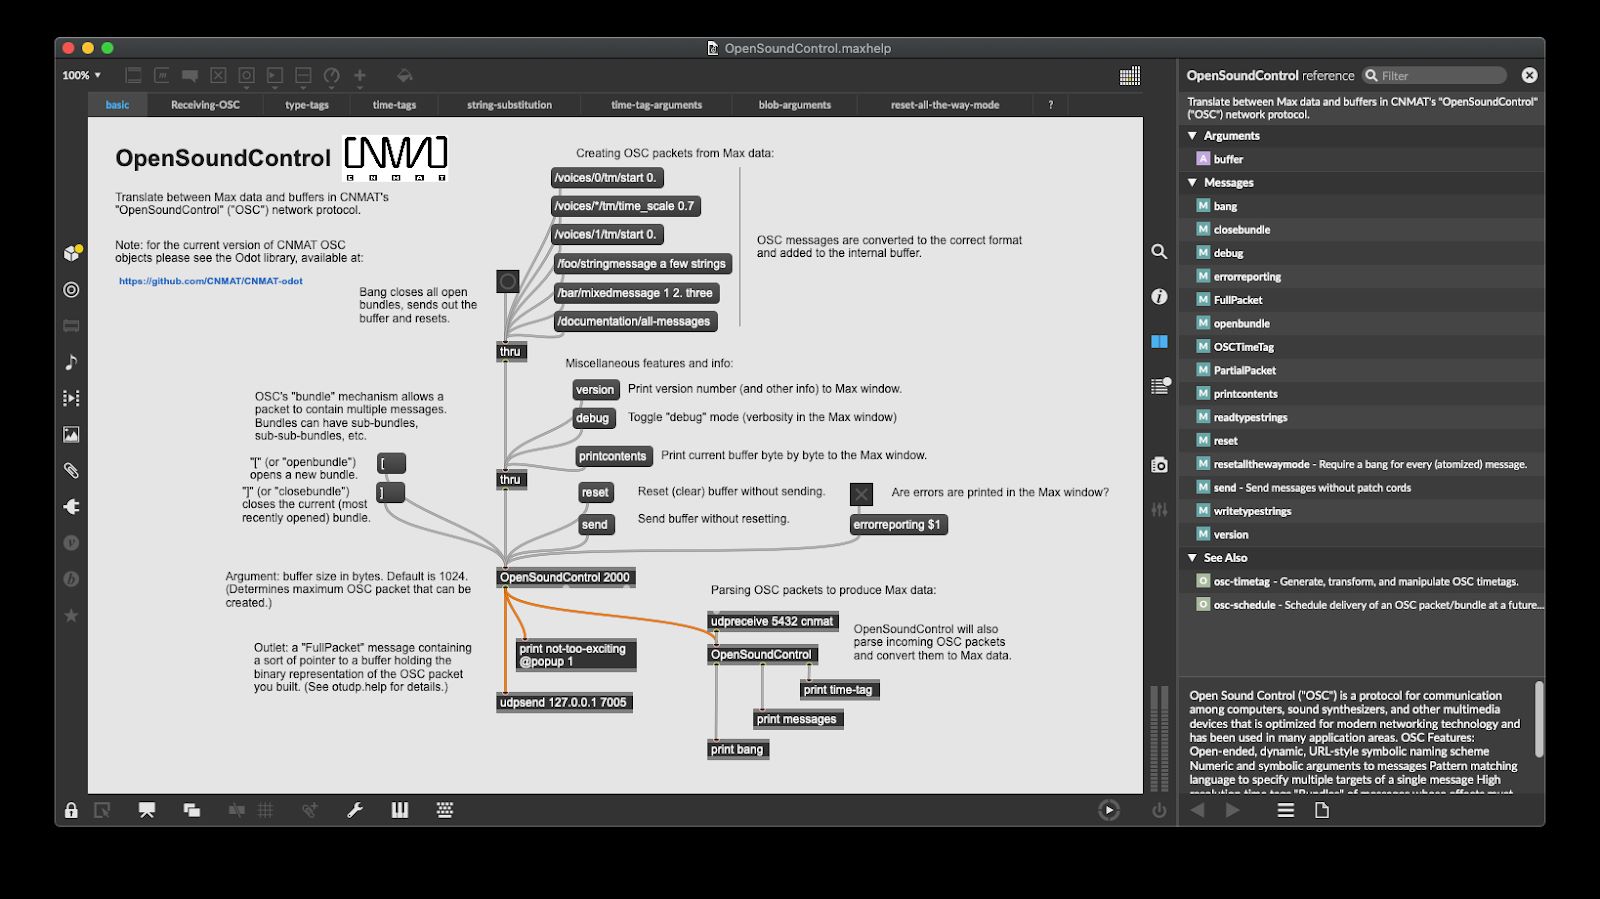 OpenSoundControl.maxhelp
100%
OpenSoundControl reference
Filter
basic
Receiving-OSC
type-tags
time-tags
string-substitution
time-tag-arguments
blob-arguments
reset-all-the-way-mode
?
OpenSoundControl
CNMAT
Translate between Max data and buffers in CNMAT's
"OpenSoundControl" ("OSC") network protocol.
Note: for the current version of CNMAT OSC
objects please see the Odot library, available at:
https://github.com/CNMAT/CNMAT-odot
Bang closes all open
bundles, sends out the
buffer and resets.
Creating OSC packets from Max data:
/voices/0/tm/start 0.
/voices/*/tm/time_scale 0.7
/voices/1/tm/start 0.
/foo/stringmessage a few strings
/bar/mixedmessage 1 2. three
/documentation/all-messages
OSC messages are converted to the correct format
and added to the internal buffer.
thru
Miscellaneous features and info:
version
Print version number (and other info) to Max window.
debug
Toggle "debug" mode (verbosity in the Max window)
printcontents
Print current buffer byte by byte to the Max window.
thru
OSC's "bundle" mechanism allows a
packet to contain multiple messages.
Bundles can have sub-bundles,
sub-sub-bundles, etc.
"[" (or "openbundle")
opens a new bundle.
[
"]" (or "closebundle")
closes the current (most
recently opened) bundle.
]
reset
Reset (clear) buffer without sending.
send
Send buffer without resetting.
Are errors are printed in the Max window?
errorreporting $1
Argument: buffer size in bytes. Default is 1024.
(Determines maximum OSC packet that can be
created.)
OpenSoundControl 2000
Outlet: a "FullPacket" message containing
a sort of pointer to a buffer holding the
binary representation of the OSC packet
you built. (See otudp.help for details.)
print not-too-exciting
@popup 1
udpsend 127.0.0.1 7005
Parsing OSC packets to produce Max data:
udpreceive 5432 cnmat
OpenSoundControl
OpenSoundControl will also
parse incoming OSC packets
and convert them to Max data.
print time-tag
print messages
print bang
Translate between Max data and buffers in CNMAT's "OpenSoundControl"
("OSC") network protocol.
Arguments
A buffer
Messages
M bang
M closebundle
M debug
M errorreporting
M FullPacket
M openbundle
M OSCTimeTag
M PartialPacket
M printcontents
M readtypestrings
M reset
M resetallthewaymode - Require a bang for every (atomized) message.
M send - Send messages without patch cords
M writetypestrings
M version
See Also
O osc-timetag - Generate, transform, and manipulate OSC timetags.
O osc-schedule - Schedule delivery of an OSC packet/bundle at a future...
Open Sound Control ("OSC") is a protocol for communication
among computers, sound synthesizers, and other multimedia
devices that is optimized for modern networking technology and
has been used in many application areas. OSC Features:
Open-ended, dynamic, URL-style symbolic naming scheme
Numeric and symbolic arguments to messages Pattern matching
language to specify multiple targets of a single message High
resolution time tags "Bundles" of messages whose effects must